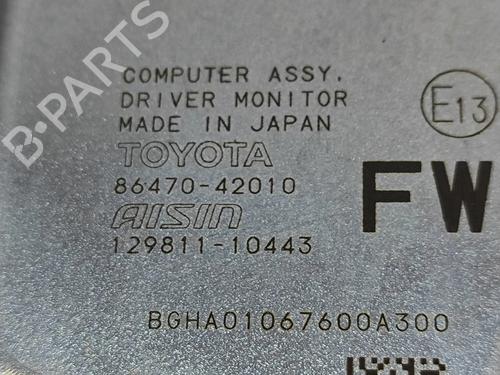 B-PARTS
COMPUTER ASSY.
DRIVER MONITOR
MADE IN JAPAN
E13
TOYOTA
86470-42010
FW
AISIN
129811-10443
BGHA01067600A300